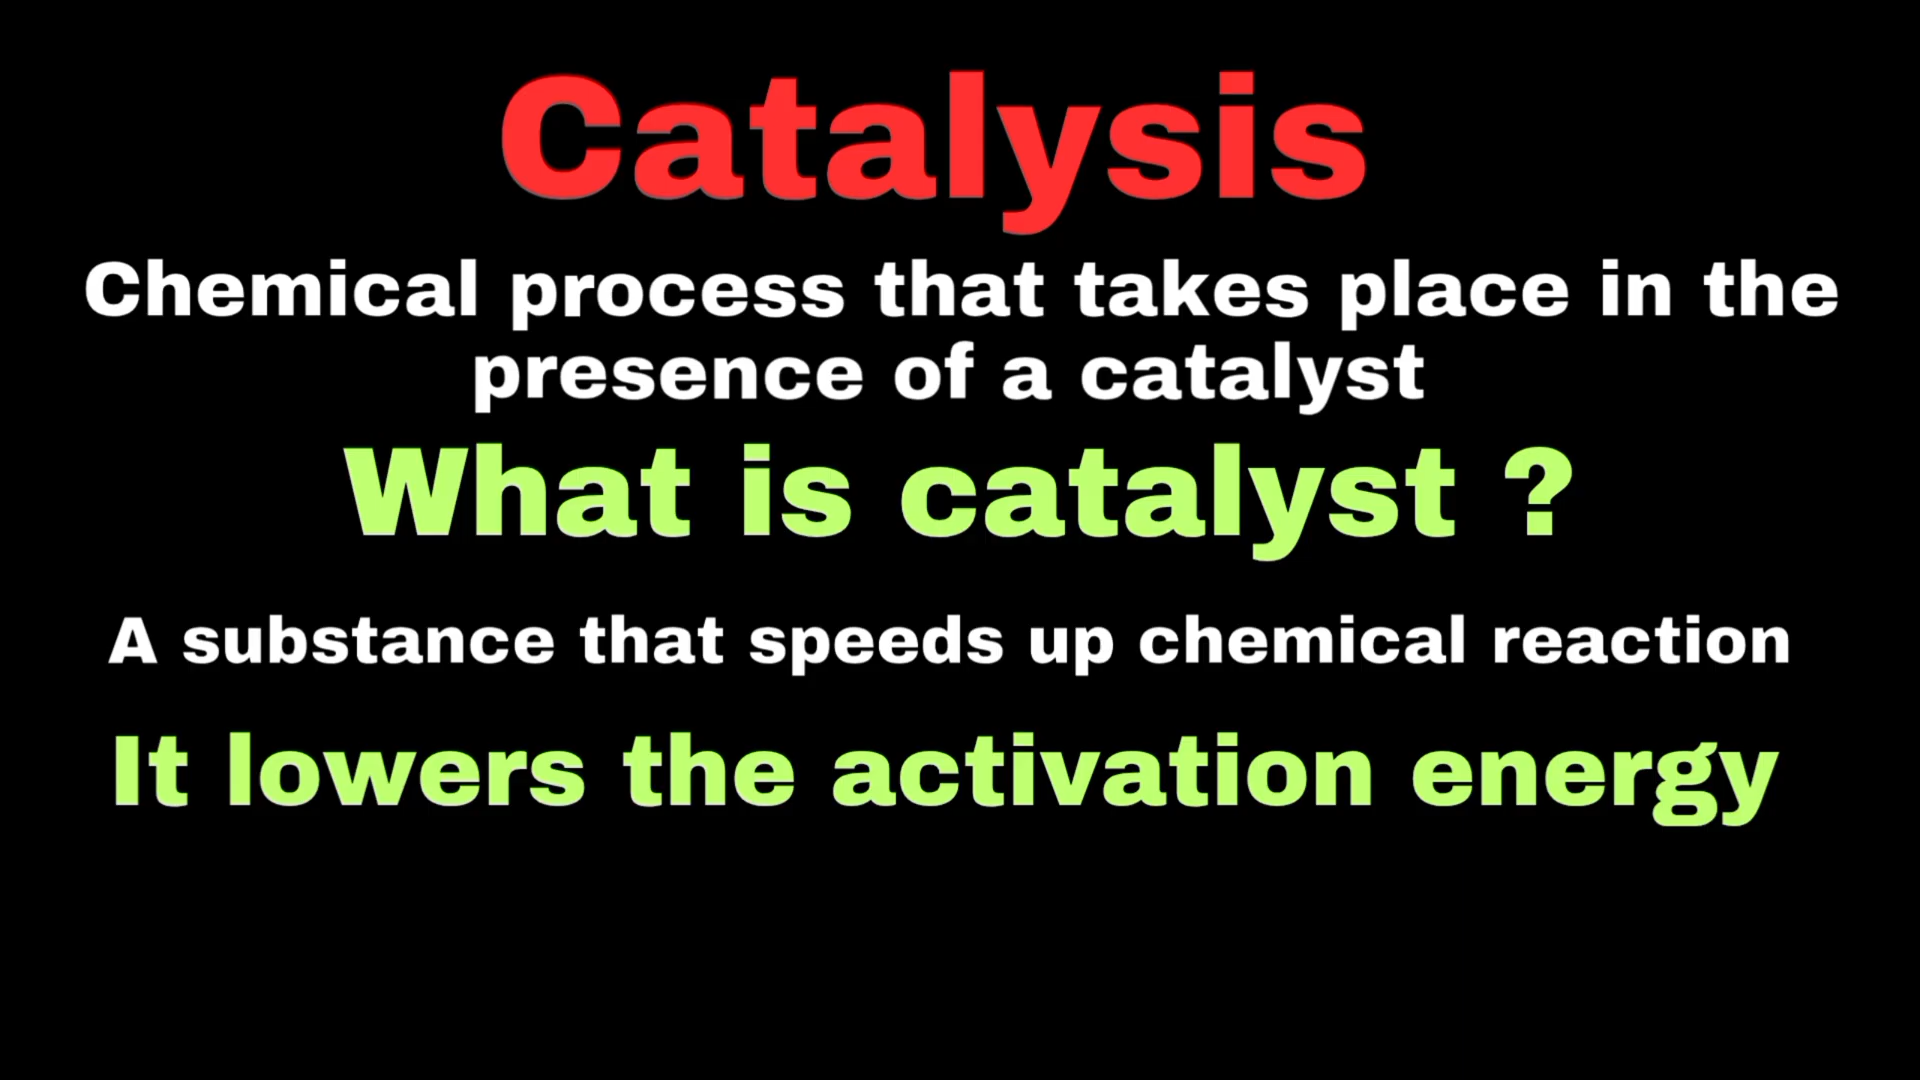 Catalysis
Chemical process that takes place in the
presence of a catalyst
What is catalyst ?
A substance that speeds up chemical reaction
It lowers the activation energy